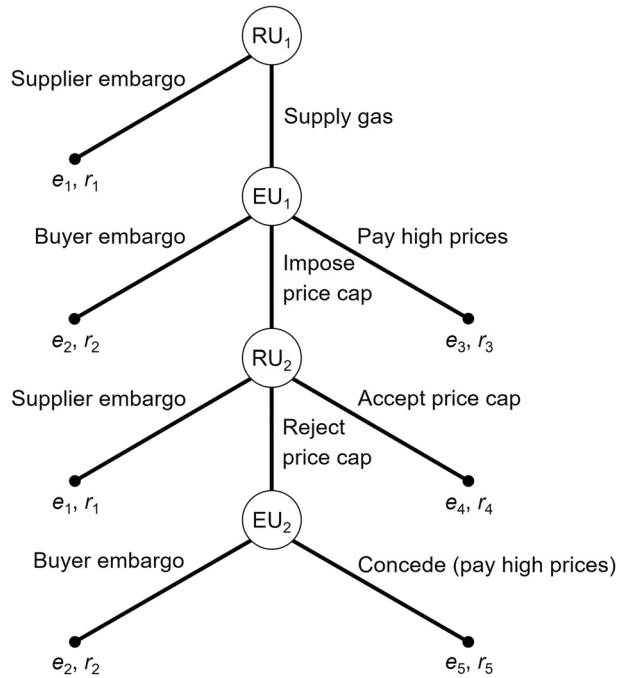 RU₁
Supplier embargo
Supply gas
e₁, r₁
EU₁
Buyer embargo
Pay high prices
Impose
price cap
e₂, r₂
e₃, r₃
RU₂
Supplier embargo
Accept price cap
Reject
price cap
e₁, r₁
e₄, r₄
EU₂
Buyer embargo
Concede (pay high prices)
e₂, r₂
e₅, r₅